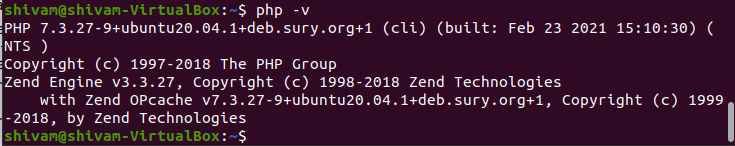 shivam@shivam-VirtualBox:~$ php -v
PHP 7.3.27-9+ubuntu20.04.1+deb.sury.org+1 (cli) (built: Feb 23 2021 15:10:30) (
NTS )
Copyright (c) 1997-2018 The PHP Group
Zend Engine v3.3.27, Copyright (c) 1998-2018 Zend Technologies
    with Zend OPcache v7.3.27-9+ubuntu20.04.1+deb.sury.org+1, Copyright (c) 1999
-2018, by Zend Technologies
shivam@shivam-VirtualBox:~$